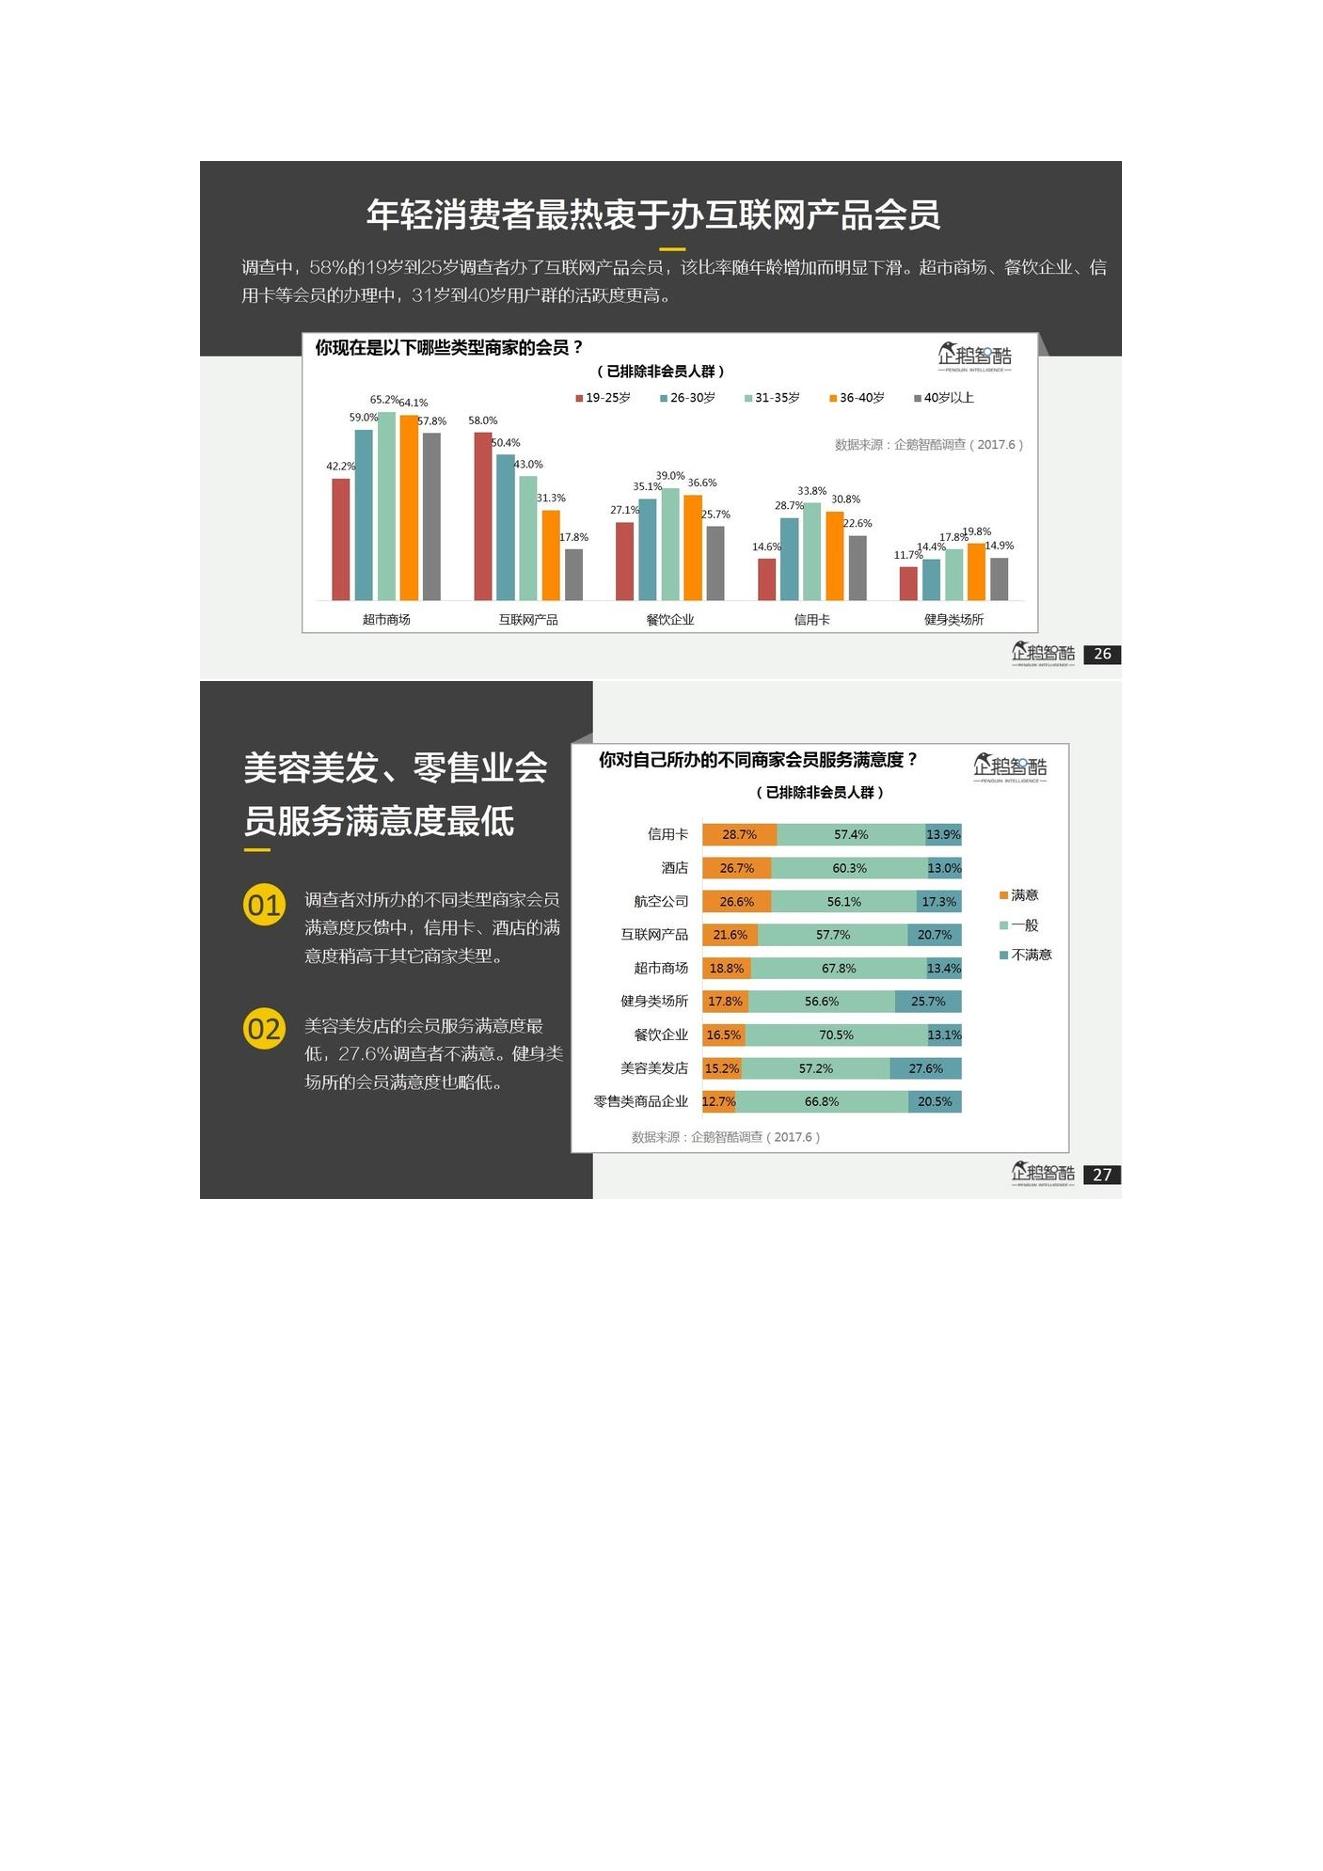 年轻消费者最热衷于办互联网产品会员
调查中，58%的19岁到25岁调查者办了互联网产品会员，该比率随年龄增加而明显下滑。超市商场、餐饮企业、信
用卡等会员的办理中，31岁到40岁用户群的活跃度更高。
你现在是以下哪些类型商家的会员？
（已排除非会员人群）
企鹅智酷
PENGUIN INTELLIGENCE
19-25岁 26-30岁 31-35岁 36-40岁 40岁以上
数据来源：企鹅智酷调查（2017.6）
42.2% 59.0% 65.2% 64.1% 57.8%
58.0% 50.4% 43.0% 31.3% 17.8%
27.1% 35.1% 39.0% 36.6% 25.7%
14.6% 28.7% 33.8% 30.8% 22.6%
11.7% 14.4% 17.8% 19.8% 14.9%
超市商场 互联网产品 餐饮企业 信用卡 健身类场所
企鹅智酷
PENGUIN INTELLIGENCE
26
美容美发、零售业会
员服务满意度最低
01
调查者对所办的不同类型商家会员
满意度反馈中，信用卡、酒店的满
意度稍高于其它商家类型。
02
美容美发店的会员服务满意度最
低，27.6%调查者不满意。健身类
场所的会员满意度也略低。
你对自己所办的不同商家会员服务满意度？
（已排除非会员人群）
企鹅智酷
PENGUIN INTELLIGENCE
信用卡 28.7% 57.4% 13.9%
酒店 26.7% 60.3% 13.0%
航空公司 26.6% 56.1% 17.3%
互联网产品 21.6% 57.7% 20.7%
超市商场 18.8% 67.8% 13.4%
健身类场所 17.8% 56.6% 25.7%
餐饮企业 16.5% 70.5% 13.1%
美容美发店 15.2% 57.2% 27.6%
零售类商品企业 12.7% 66.8% 20.5%
满意
一般
不满意
数据来源：企鹅智酷调查（2017.6）
企鹅智酷
PENGUIN INTELLIGENCE
27